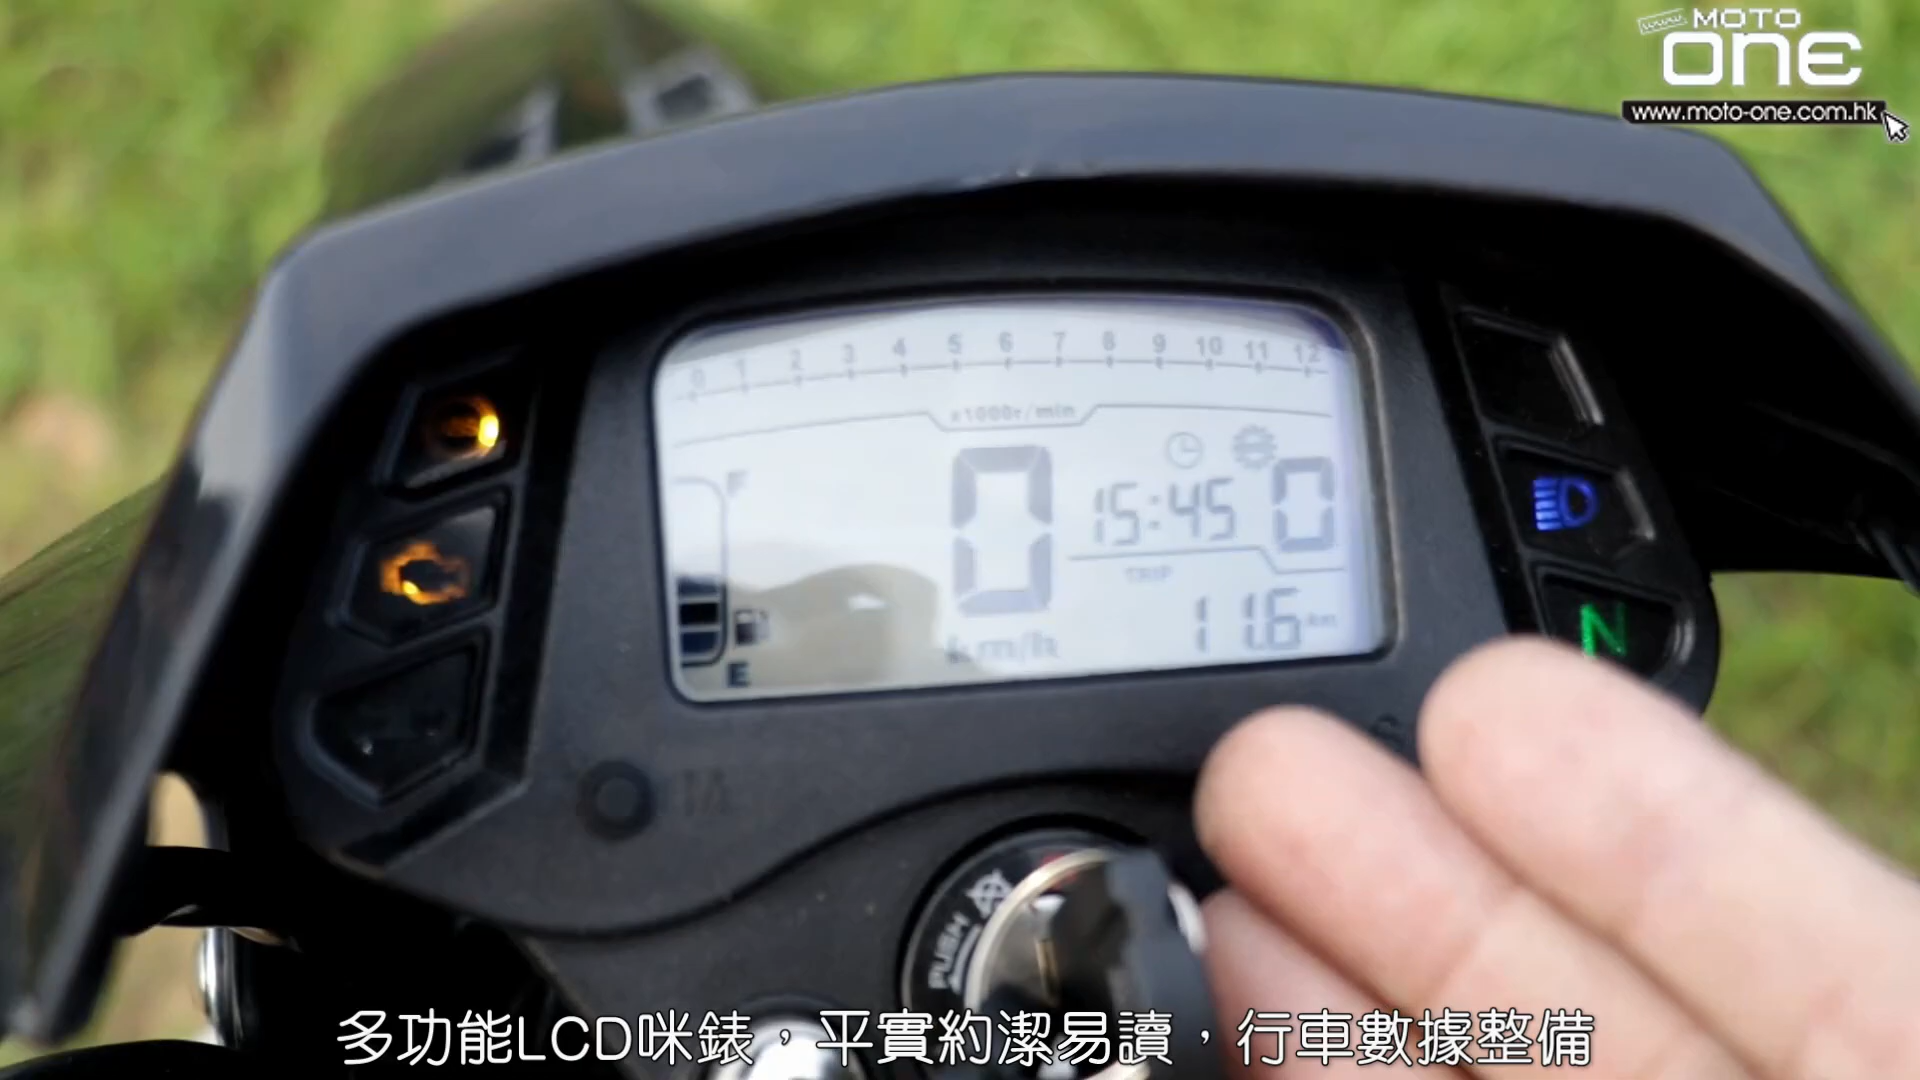 MOTO
ONE
www.moto-one.com.hk
0 1 2 3 4 5 6 7 8 9 10 11 12
x1000r/min
F
0
15:45
0
TRIP
11.6 km
km/h
E
N
PUSH
多功能LCD咪錶，平實約潔易讀，行車數據整備